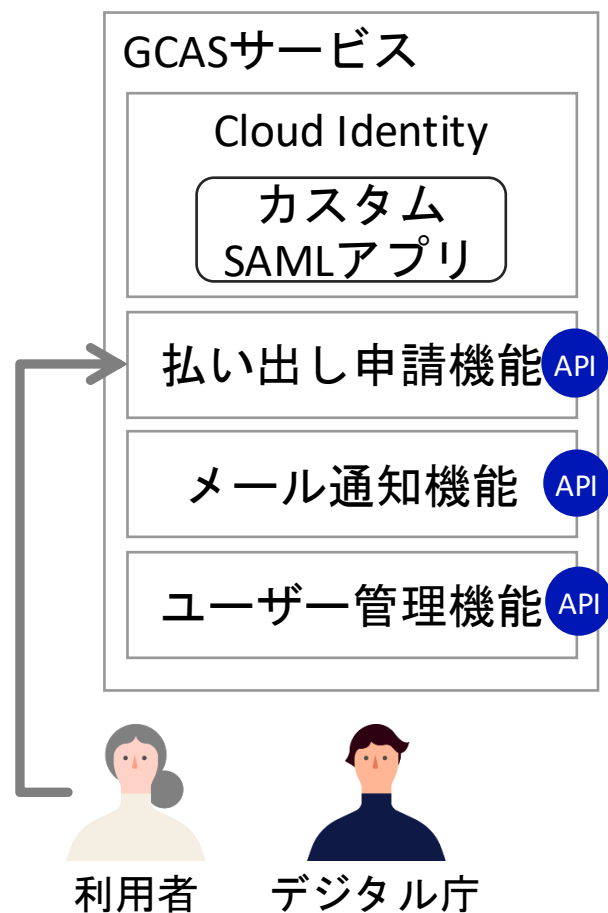 GCASサービス
Cloud Identity
カスタム
SAMLアプリ
払い出し申請機能
API
メール通知機能
API
ユーザー管理機能
API
利用者
デジタル庁